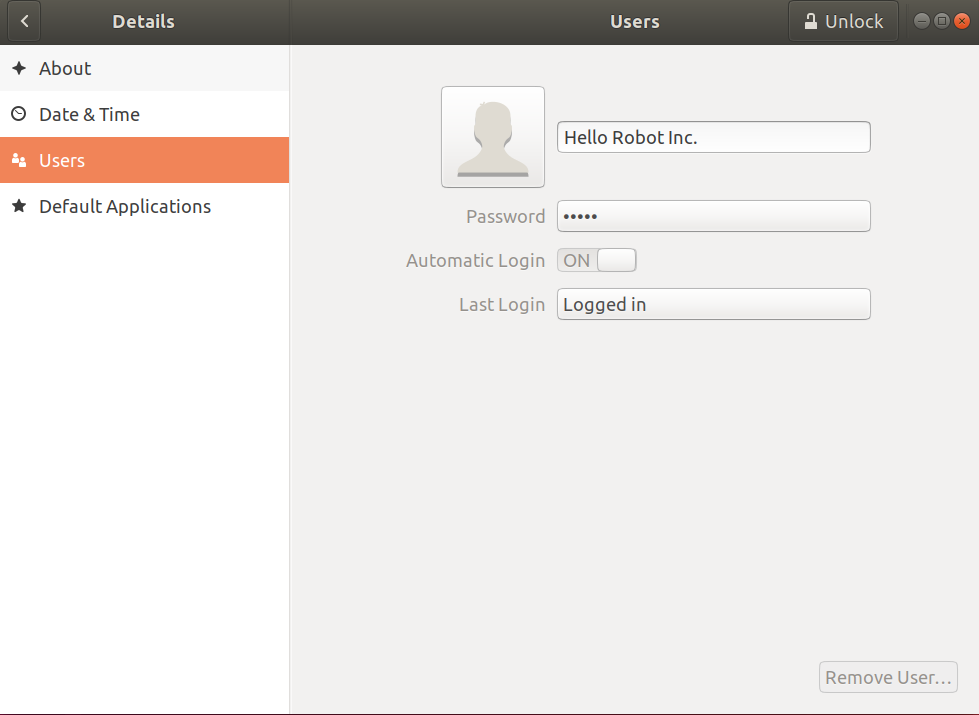 Details
Users
Unlock
About
Date & Time
Users
Default Applications
Hello Robot Inc.
Password •••••
Automatic Login ON
Last Login Logged in
Remove User...